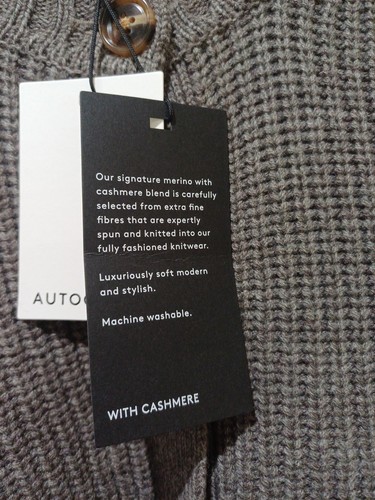 Our signature merino with
cashmere blend is carefully
selected from extra fine
fibres that are expertly
spun and knitted into our
fully fashioned knitwear.
Luxuriously soft modern
and stylish.
Machine washable.
WITH CASHMERE